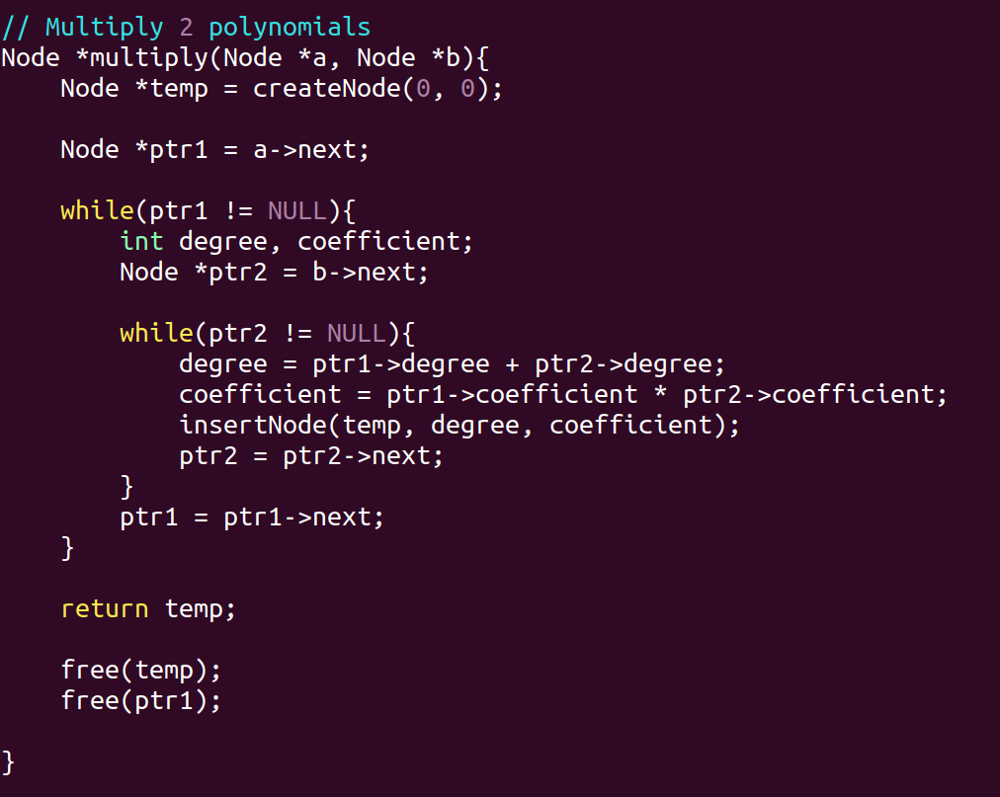 // Multiply 2 polynomials
Node *multiply(Node *a, Node *b){
    Node *temp = createNode(0, 0);

    Node *ptr1 = a->next;

    while(ptr1 != NULL){
        int degree, coefficient;
        Node *ptr2 = b->next;

        while(ptr2 != NULL){
            degree = ptr1->degree + ptr2->degree;
            coefficient = ptr1->coefficient * ptr2->coefficient;
            insertNode(temp, degree, coefficient);
            ptr2 = ptr2->next;
        }
        ptr1 = ptr1->next;
    }

    return temp;

    free(temp);
    free(ptr1);

}